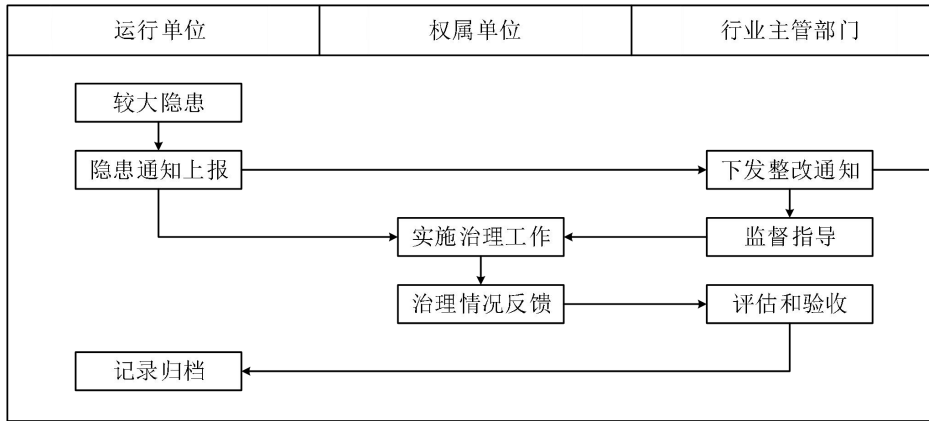 运行单位 权属单位 行业主管部门
较大隐患
隐患通知上报 下发整改通知
实施治理工作 监督指导
治理情况反馈 评估和验收
记录归档